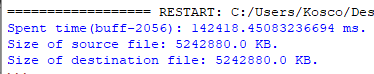 =================== RESTART: C:/Users/Kosco/Des
Spent time(buff-2056): 142418.45083236694 ms.
Size of source file: 5242880.0 KB.
Size of destination file: 5242880.0 KB.